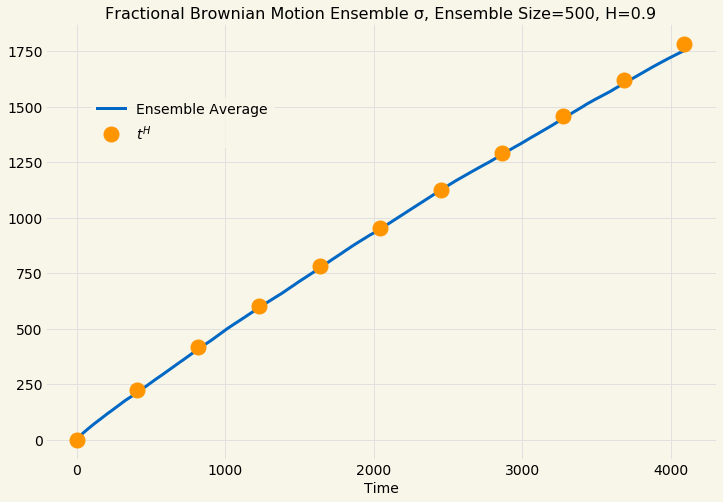 Fractional Brownian Motion Ensemble σ, Ensemble Size=500, H=0.9
1750
1500
Ensemble Average
t^H
1250
1000
750
500
250
0
0 1000 2000 3000 4000
Time